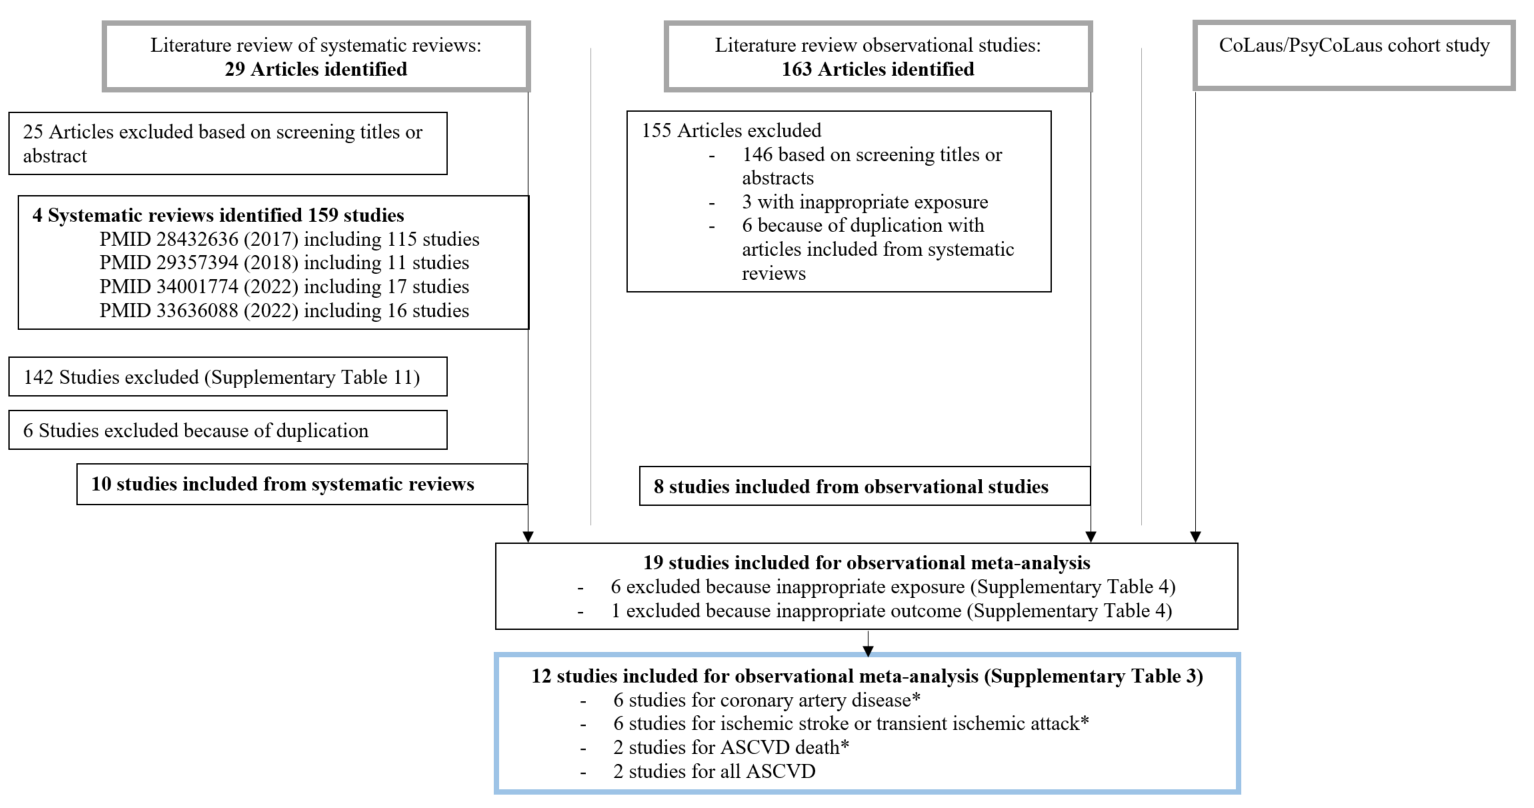 Literature review of systematic reviews:
29 Articles identified
25 Articles excluded based on screening titles or
abstract
4 Systematic reviews identified 159 studies
PMID 28432636 (2017) including 115 studies
PMID 29357394 (2018) including 11 studies
PMID 34001774 (2022) including 17 studies
PMID 33636088 (2022) including 16 studies
142 Studies excluded (Supplementary Table 11)
6 Studies excluded because of duplication
10 studies included from systematic reviews
Literature review observational studies:
163 Articles identified
155 Articles excluded
- 146 based on screening titles or
abstracts
- 3 with inappropriate exposure
- 6 because of duplication with
articles included from systematic
reviews
8 studies included from observational studies
CoLaus/PsyCoLaus cohort study
19 studies included for observational meta-analysis
- 6 excluded because inappropriate exposure (Supplementary Table 4)
- 1 excluded because inappropriate outcome (Supplementary Table 4)
12 studies included for observational meta-analysis (Supplementary Table 3)
- 6 studies for coronary artery disease*
- 6 studies for ischemic stroke or transient ischemic attack*
- 2 studies for ASCVD death*
- 2 studies for all ASCVD